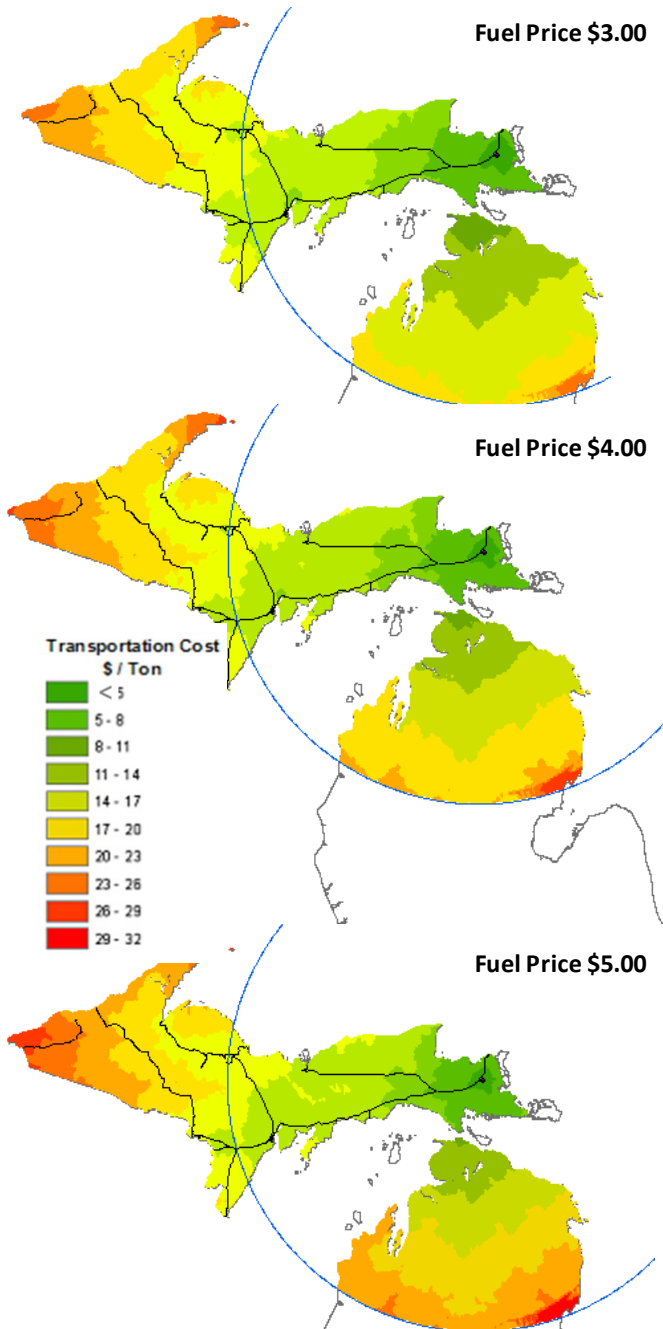 Fuel Price $3.00
Fuel Price $4.00
Transportation Cost
$ / Ton
< 5
5 - 8
8 - 11
11 - 14
14 - 17
17 - 20
20 - 23
23 - 26
26 - 29
29 - 32
Fuel Price $5.00